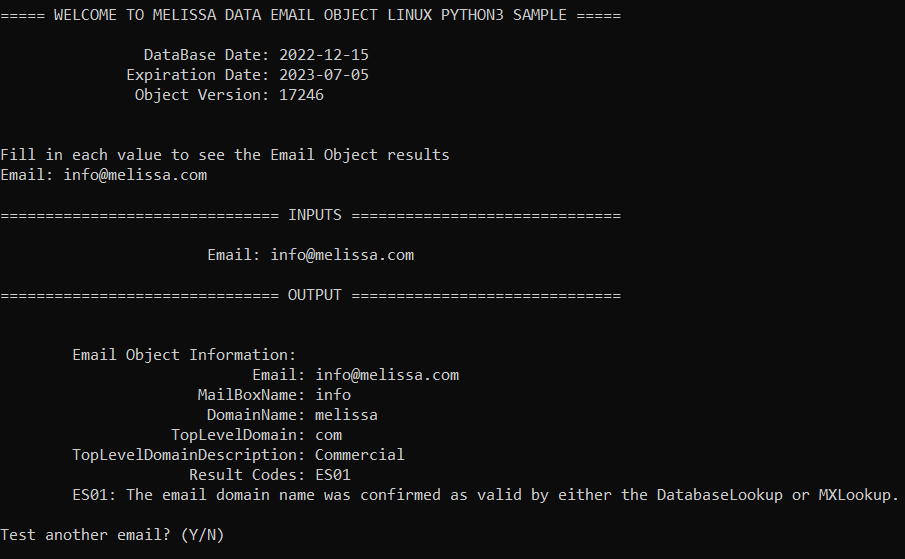 ===== WELCOME TO MELISSA DATA EMAIL OBJECT LINUX PYTHON3 SAMPLE =====
DataBase Date: 2022-12-15
Expiration Date: 2023-07-05
Object Version: 17246
Fill in each value to see the Email Object results
Email: info@melissa.com
=============================== INPUTS ==============================
Email: info@melissa.com
=============================== OUTPUT ==============================
Email Object Information:
Email: info@melissa.com
MailBoxName: info
DomainName: melissa
TopLevelDomain: com
TopLevelDomainDescription: Commercial
Result Codes: ES01
ES01: The email domain name was confirmed as valid by either the DatabaseLookup or MXLookup.
Test another email? (Y/N)